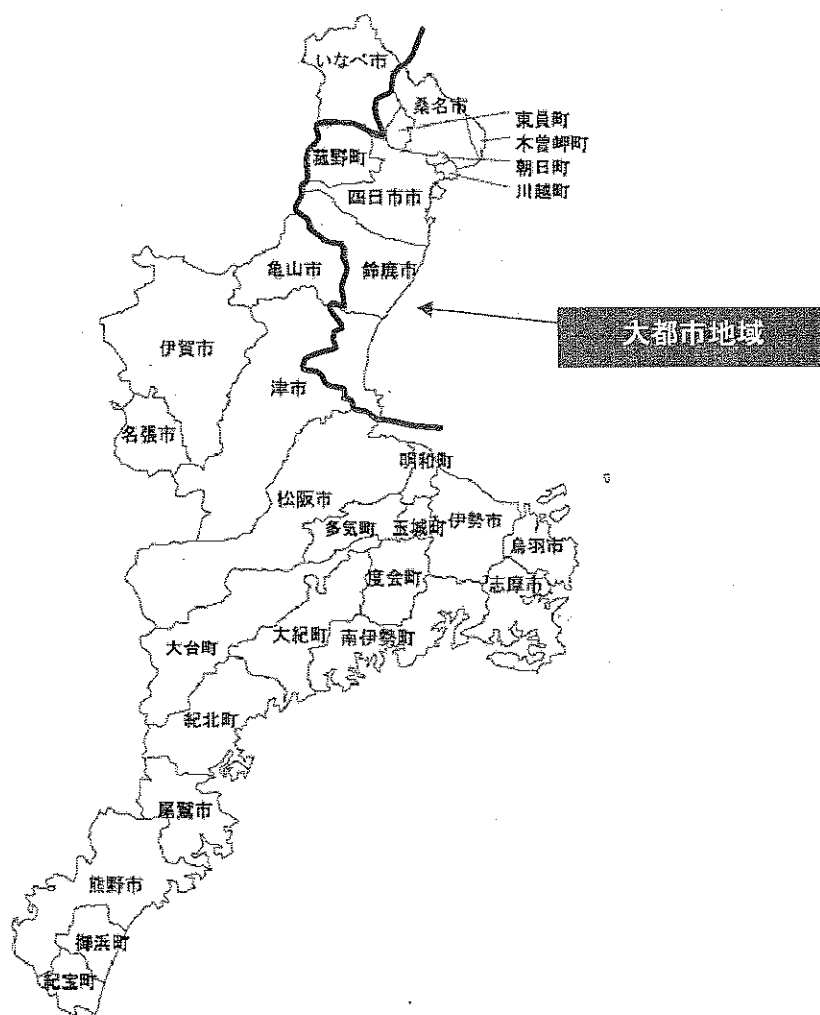 いなべ市
桑名市
東員町
木曽岬町
朝日町
川越町
菰野町
四日市市
亀山市
鈴鹿市
大都市地域
伊賀市
津市
名張市
明和町
松阪市
多気町
玉城町
伊勢市
鳥羽市
度会町
志摩市
大台町
大紀町
南伊勢町
紀北町
尾鷲市
熊野市
御浜町
紀宝町